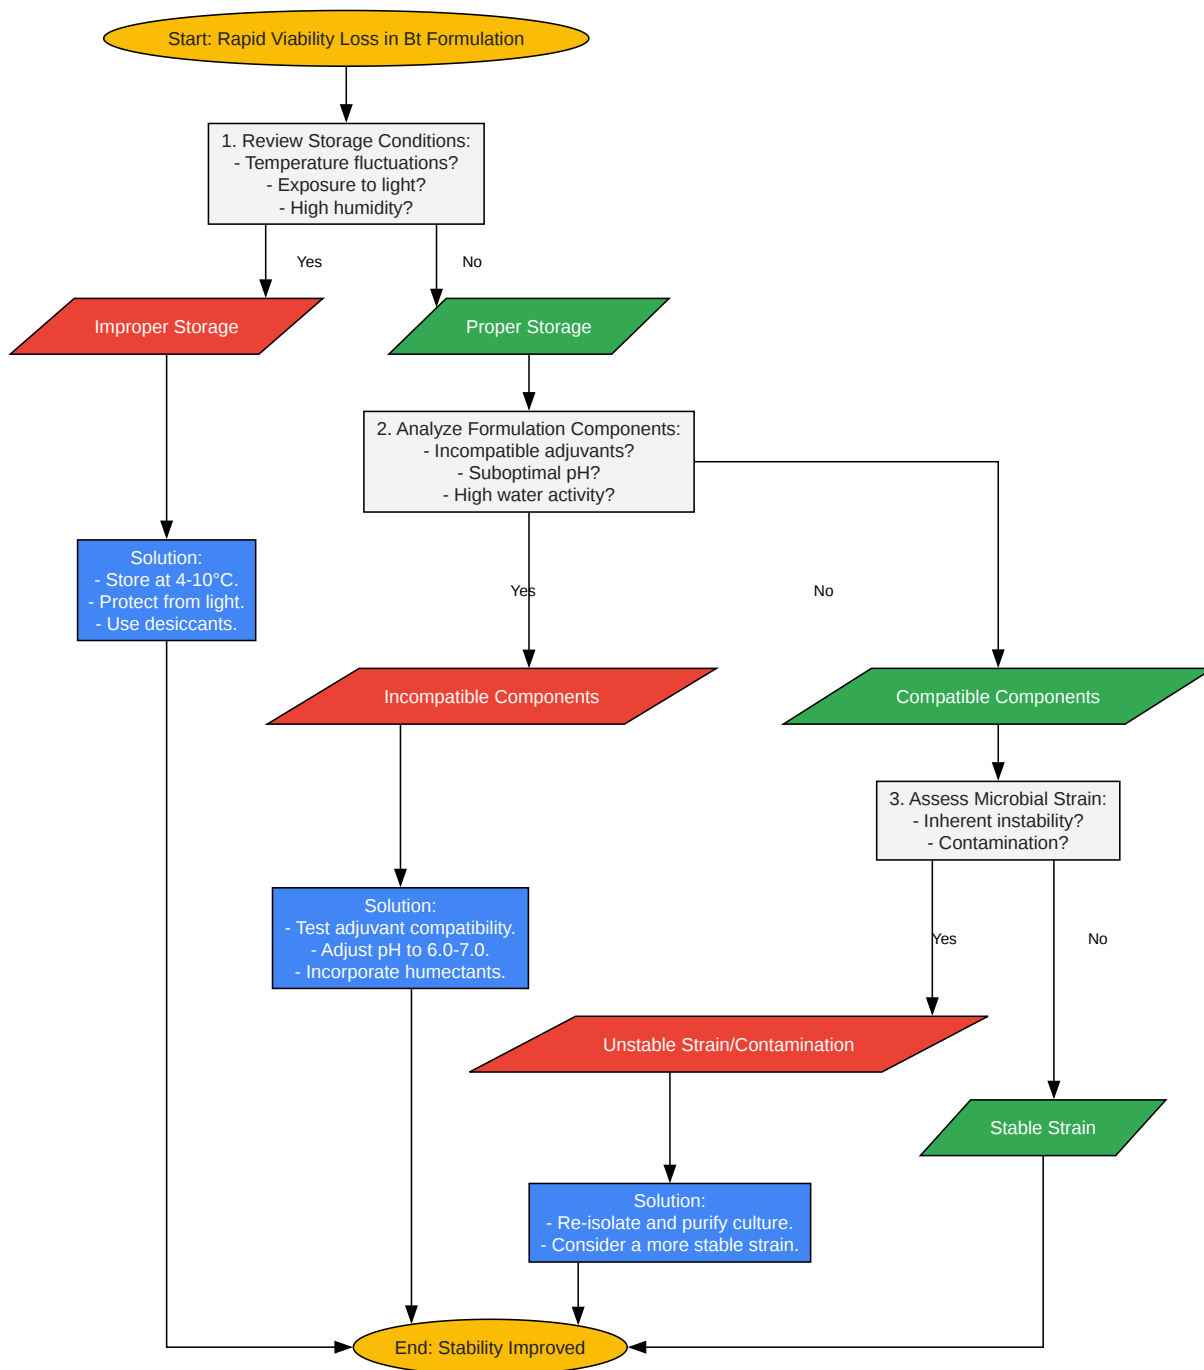 Start: Rapid Viability Loss in Bt Formulation
1. Review Storage Conditions:
- Temperature fluctuations?
- Exposure to light?
- High humidity?
Yes
No
Improper Storage
Proper Storage
2. Analyze Formulation Components:
- Incompatible adjuvants?
- Suboptimal pH?
- High water activity?
Solution:
- Store at 4-10°C.
- Protect from light.
- Use desiccants.
Yes
No
Incompatible Components
Compatible Components
3. Assess Microbial Strain:
- Inherent instability?
- Contamination?
Solution:
- Test adjuvant compatibility.
- Adjust pH to 6.0-7.0.
- Incorporate humectants.
Yes
No
Unstable Strain/Contamination
Stable Strain
Solution:
- Re-isolate and purify culture.
- Consider a more stable strain.
End: Stability Improved